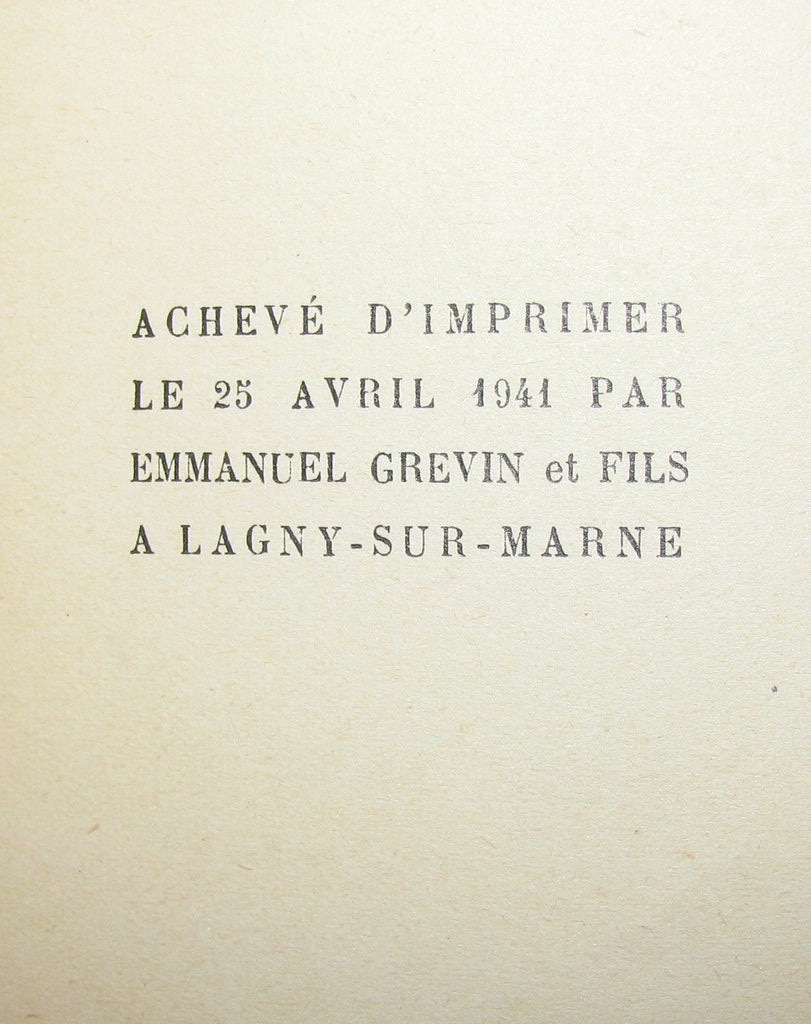 ACHEVÉ D'IMPRIMER
LE 25 AVRIL 1941 PAR
EMMANUEL GREVIN et FILS
A LAGNY-SUR-MARNE